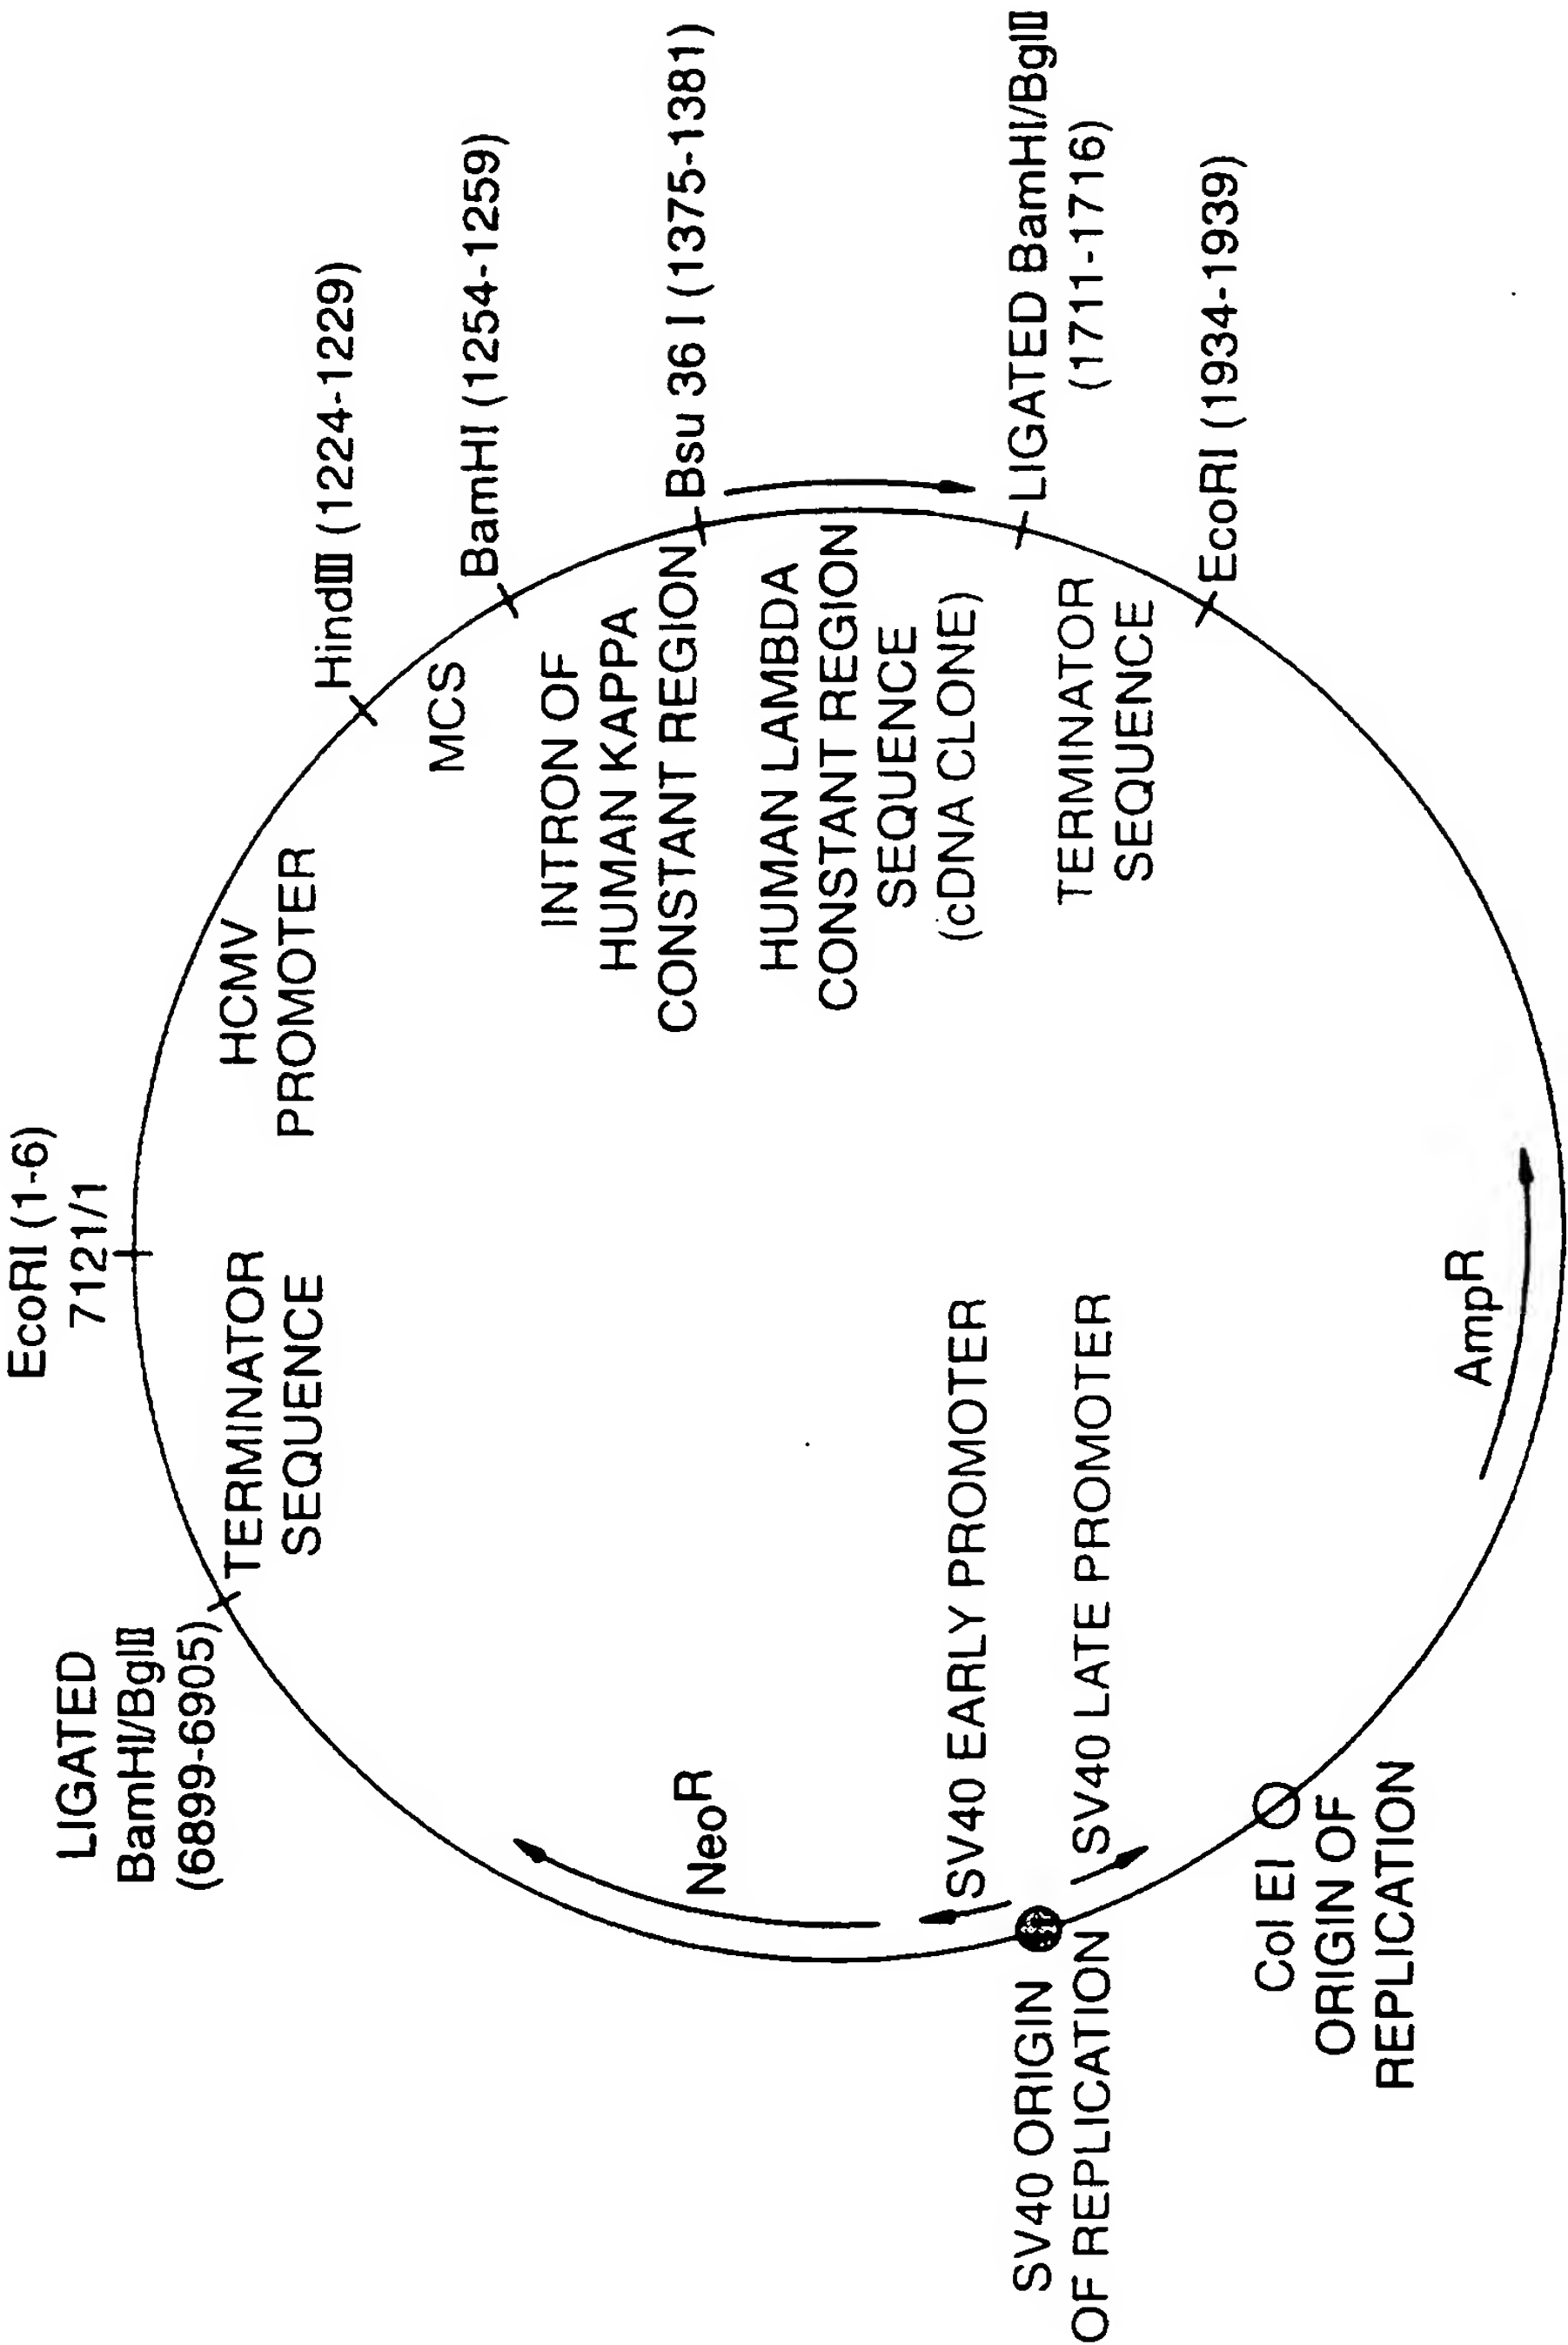 EcoRI (1-6)
7121/1
HCMV
PROMOTER
HindIII (1224-1229)
MCS
BamHI (1254-1259)
INTRON OF
HUMAN KAPPA
CONSTANT REGION
Bsu 36 I (1375-1381)
HUMAN LAMBDA
CONSTANT REGION
SEQUENCE
(cDNA CLONE)
LIGATED BamHI/BglII
(1711-1716)
TERMINATOR
SEQUENCE
EcoRI (1934-1939)
AmpR
Col EI
ORIGIN OF
REPLICATION
SV40 LATE PROMOTER
SV40 EARLY PROMOTER
SV40 ORIGIN
OF REPLICATION
NeoR
LIGATED
BamHI/BglII
(6899-6905)
TERMINATOR
SEQUENCE